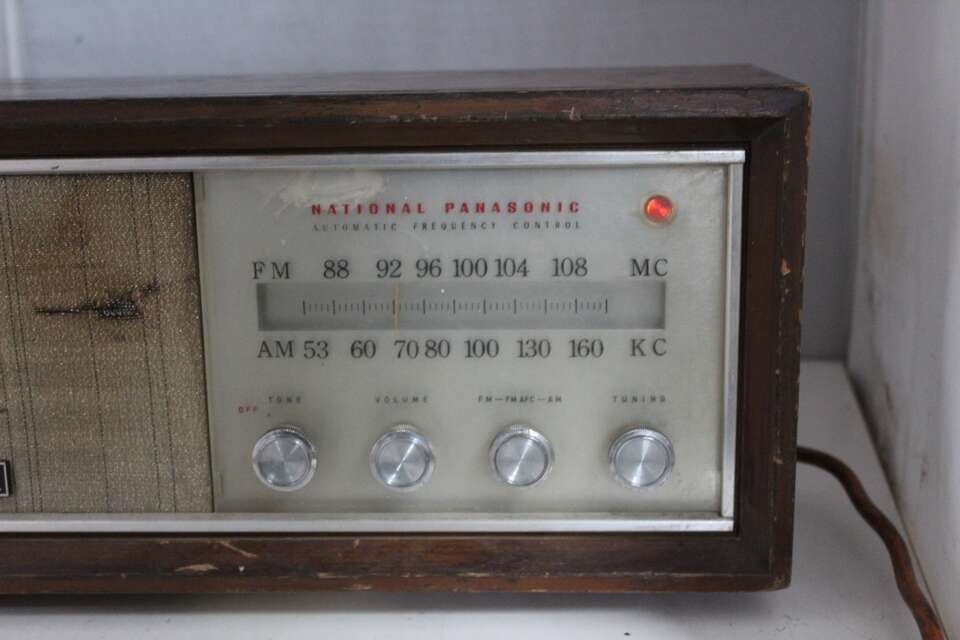 NATIONAL PANASONIC
AUTOMATIC FREQUENCY CONTROL
FM 88 92 96 100 104 108 MC
AM 53 60 70 80 100 130 160 KC
TONE VOLUME FM—FM AFC—AM TUNING
OFF